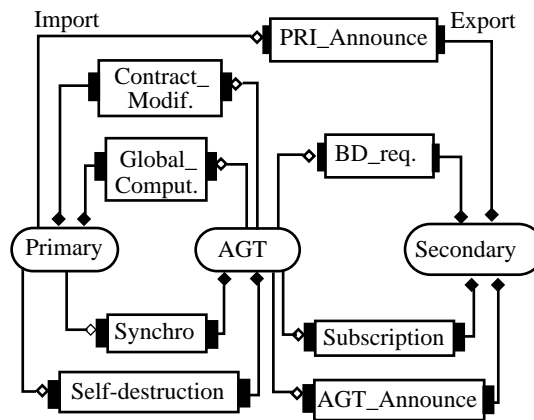 Import
Export
PRI_Announce
Contract_
Modif.
Global_
Comput.
BD_req.
Primary
AGT
Secondary
Synchro
Subscription
Self-destruction
AGT_Announce